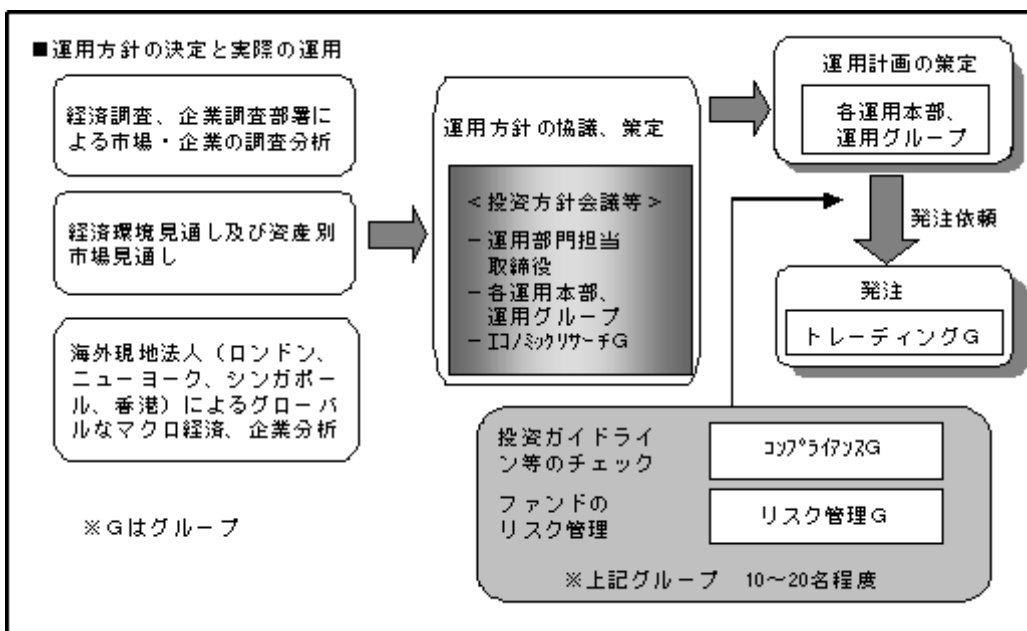 ■運用方針の決定と実際の運用
経済調査、企業調査部署に
よる市場・企業の調査分析
経済環境見通し及び資産別
市場見通し
海外現地法人（ロンドン、
ニューヨーク、シンガポー
ル、香港）によるグローバ
ルなマクロ経済、企業分析
※Gはグループ
運用方針の協議、策定
＜投資方針会議等＞
－運用部門担当
取締役
－各運用本部、
運用グループ
－ｴｺﾉﾐｯｸﾘｻｰﾁG
運用計画の策定
各運用本部、
運用グループ
発注依頼
発注
トレーディングG
投資ガイドライ
ン等のチェック
ｺﾝﾌﾟﾗｲｱﾝｽG
ファンドの
リスク管理
リスク管理G
※上記グループ　10～20名程度